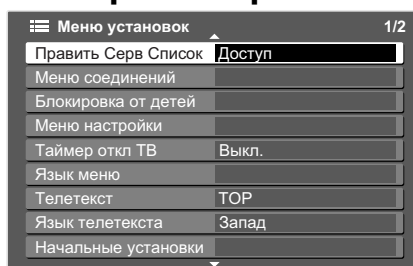 Меню установок 1/2
Править Серв Список Доступ
Меню соединений
Блокировка от детей
Меню настройки
Таймер откл ТВ Выкл.
Язык меню
Телетекст TOP
Язык телетекста Запад
Начальные установки